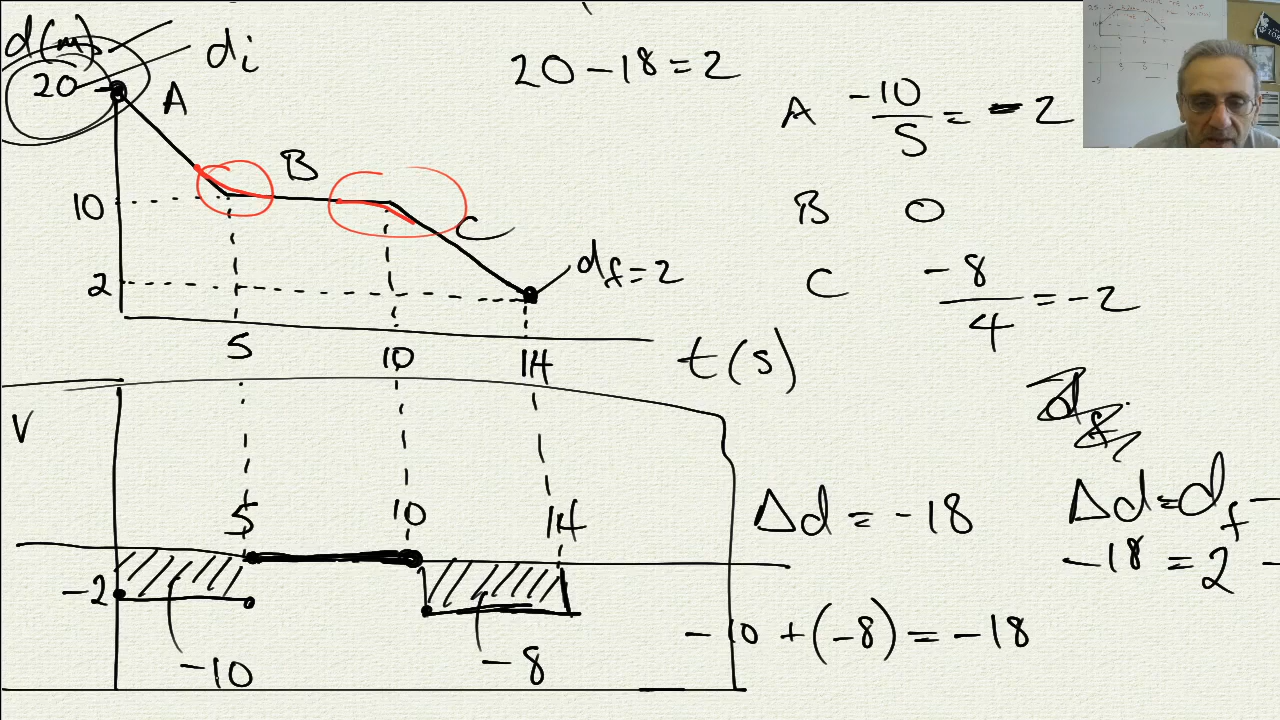 d(m)
di
20
A
B
10
C
2
df=2
5
10
14
t(s)
20-18=2
A -10/5 = -2
B 0
C -8/4 = -2
df
V
5
10
14
-2
-10
-8
Δd = -18
Δd=df-
-18 = 2 -
-10 + (-8) = -18